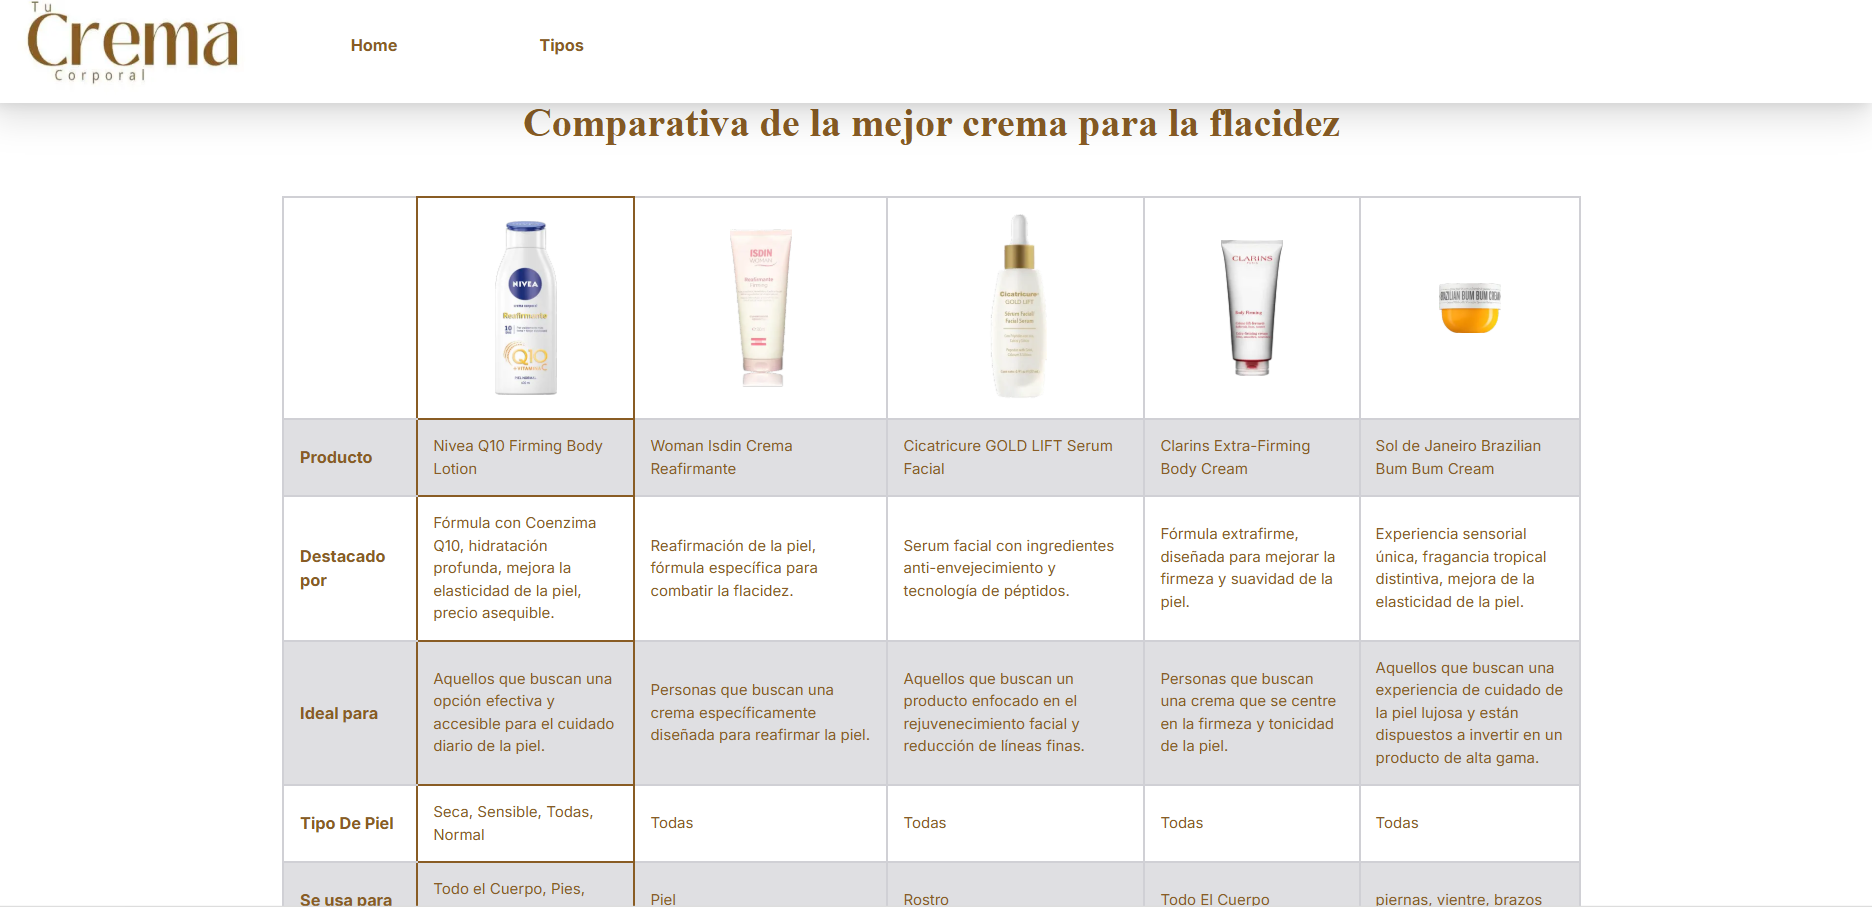 Tu
Crema
Corporal
Home
Tipos
Comparativa de la mejor crema para la flacidez
NIVEA
Reafirmante
10
Q10
ISDIN
WOMAN
Reafirmante
Firming
Cicatricure
GOLD LIFT
Serum Facial
Facial Serum
CLARINS
Body Firming
BRAZILIAN BUM BUM CREAM
Producto
Nivea Q10 Firming Body
Lotion
Woman Isdin Crema
Reafirmante
Cicatricure GOLD LIFT Serum
Facial
Clarins Extra-Firming
Body Cream
Sol de Janeiro Brazilian
Bum Bum Cream
Destacado
por
Fórmula con Coenzima
Q10, hidratación
profunda, mejora la
elasticidad de la piel,
precio asequible.
Reafirmación de la piel,
fórmula específica para
combatir la flacidez.
Serum facial con ingredientes
anti-envejecimiento y
tecnología de péptidos.
Fórmula extrafirme,
diseñada para mejorar la
firmeza y suavidad de la
piel.
Experiencia sensorial
única, fragancia tropical
distintiva, mejora de la
elasticidad de la piel.
Ideal para
Aquellos que buscan una
opción efectiva y
accesible para el cuidado
diario de la piel.
Personas que buscan una
crema específicamente
diseñada para reafirmar la piel.
Aquellos que buscan un
producto enfocado en el
rejuvenecimiento facial y
reducción de líneas finas.
Personas que buscan
una crema que se centre
en la firmeza y tonicidad
de la piel.
Aquellos que buscan una
experiencia de cuidado de
la piel lujosa y están
dispuestos a invertir en un
producto de alta gama.
Tipo De Piel
Seca, Sensible, Todas,
Normal
Todas
Todas
Todas
Todas
Se usa para
Todo el Cuerpo, Pies,
Piel
Rostro
Todo El Cuerpo
piernas, vientre, brazos